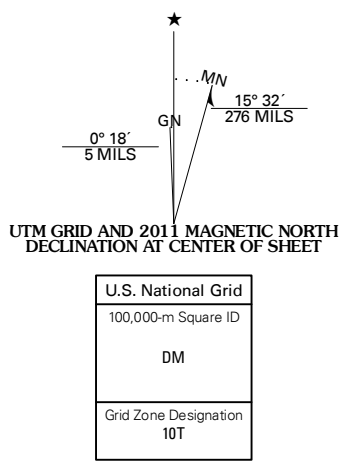 ★
MN
15° 32´
276 MILS
GN
0° 18´
5 MILS
UTM GRID AND 2011 MAGNETIC NORTH
DECLINATION AT CENTER OF SHEET
U.S. National Grid
100,000-m Square ID
DM
Grid Zone Designation
10T